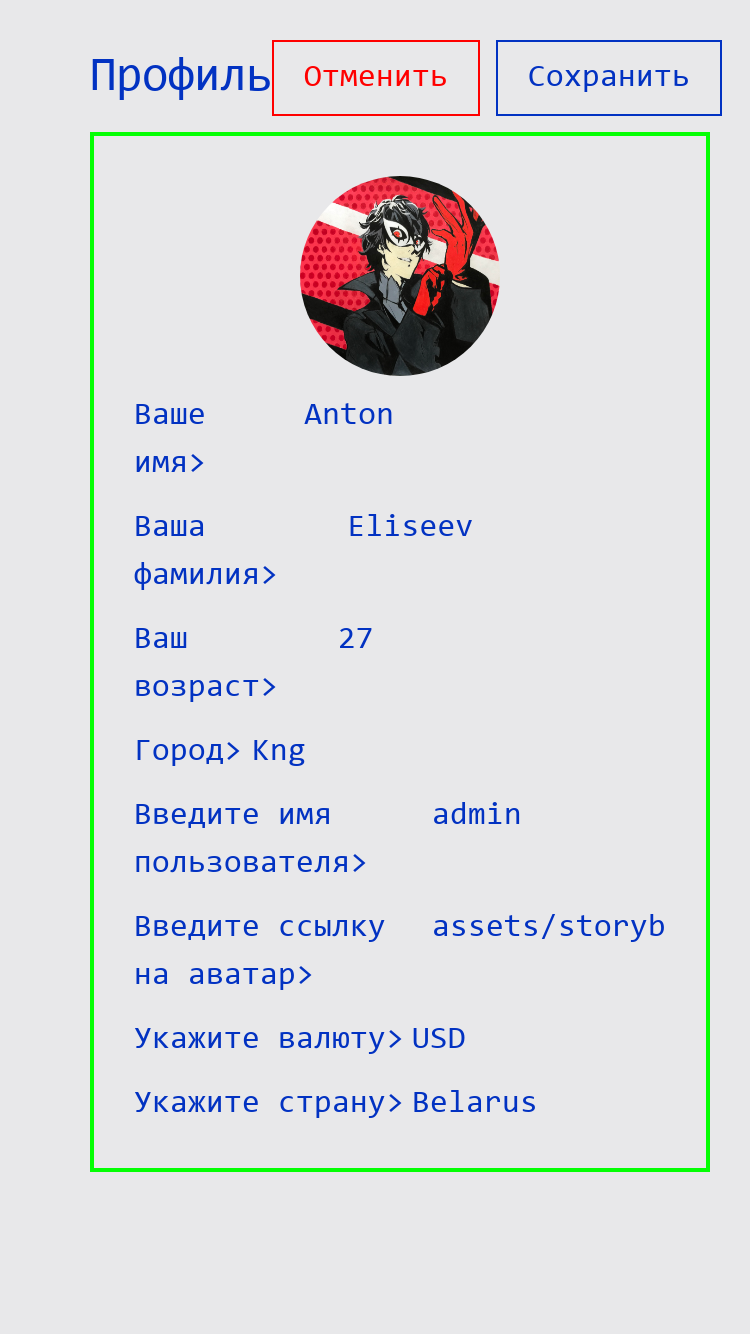 Профиль Отменить Сохранить
Ваше Anton
имя>
Ваша Eliseev
фамилия>
Ваш 27
возраст>
Город> Kng
Введите имя admin
пользователя>
Введите ссылку assets/storyb
на аватар>
Укажите валюту> USD
Укажите страну> Belarus